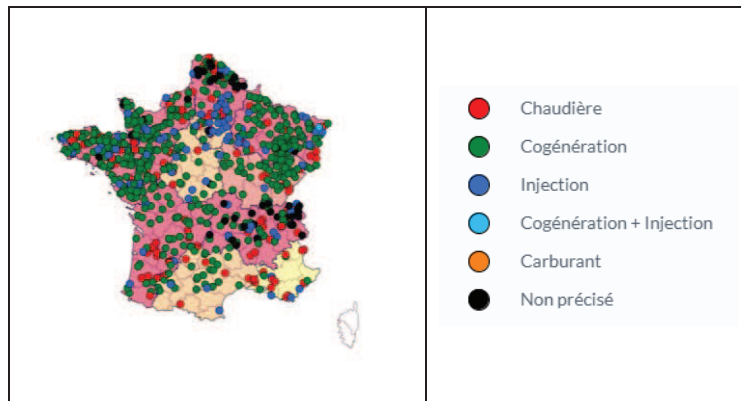 Chaudière
Cogénération
Injection
Cogénération + Injection
Carburant
Non précisé